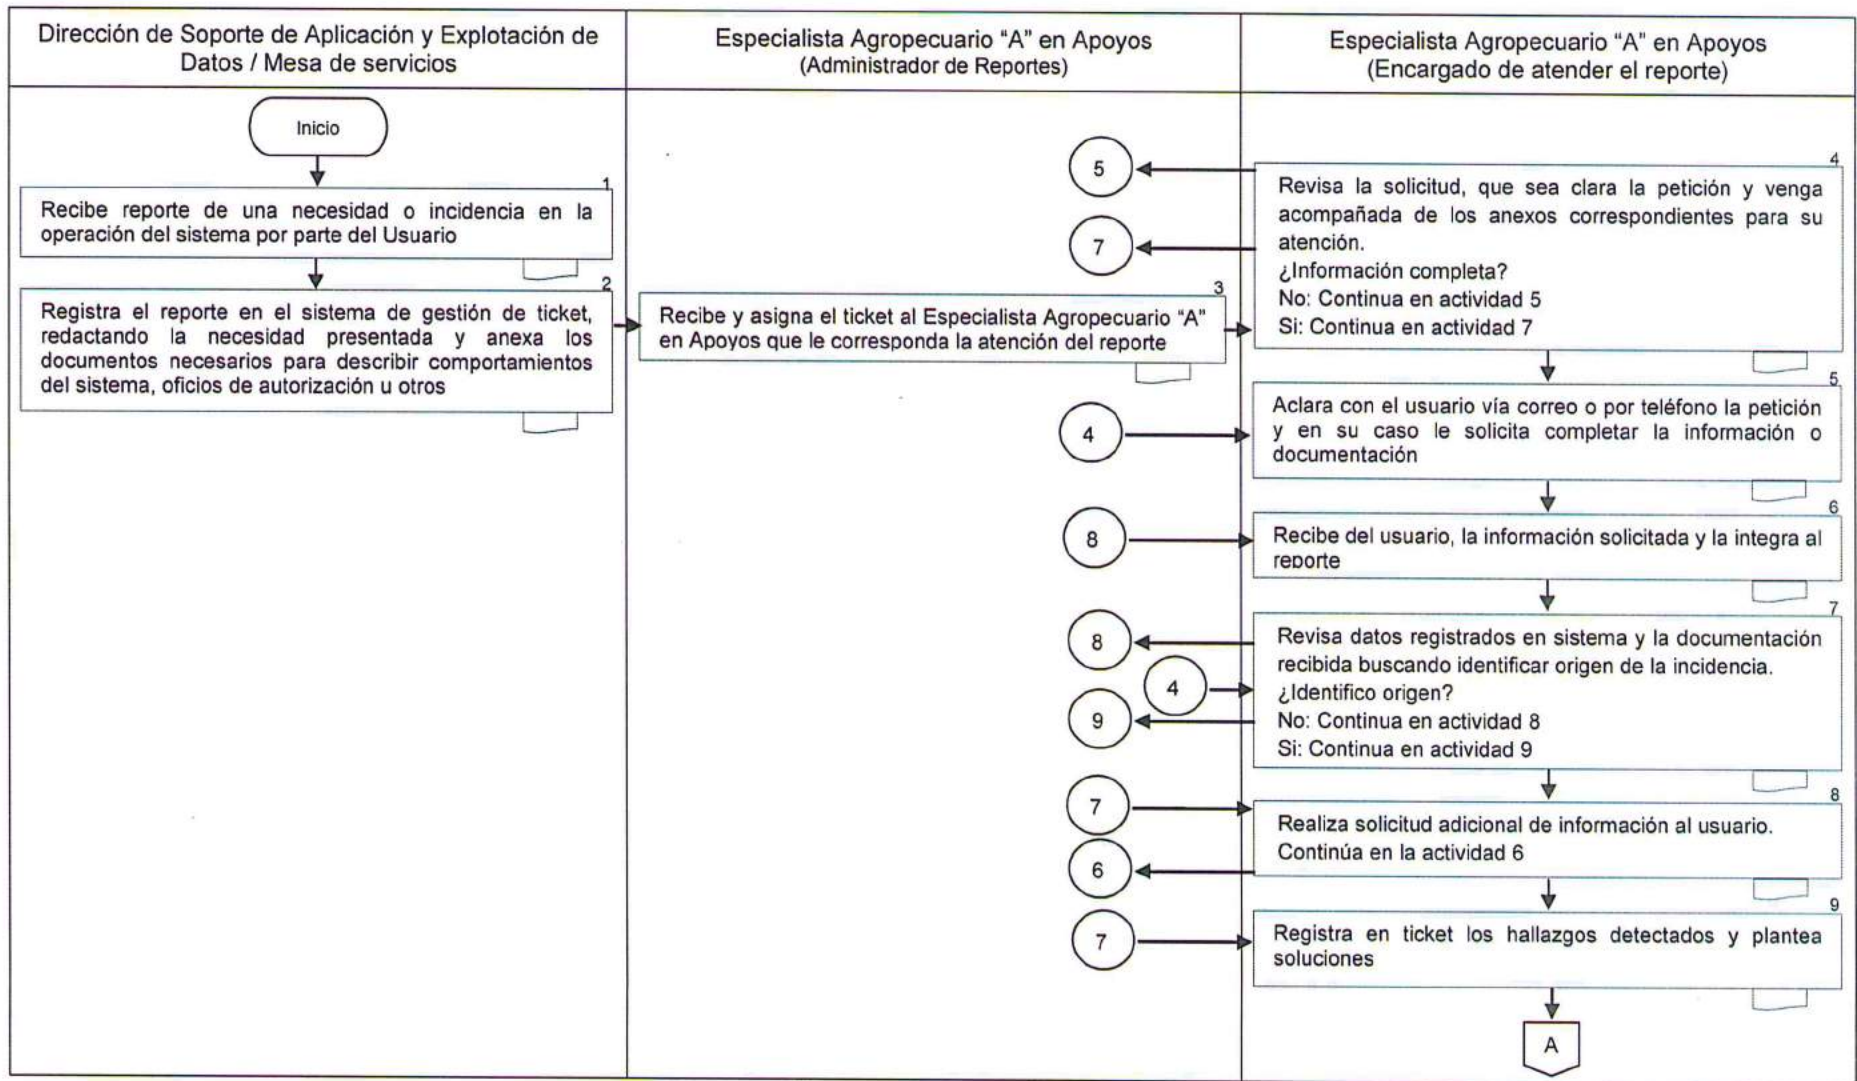 Dirección de Soporte de Aplicación y Explotación de
Datos / Mesa de servicios
Especialista Agropecuario “A” en Apoyos
(Administrador de Reportes)
Especialista Agropecuario “A” en Apoyos
(Encargado de atender el reporte)
Inicio
1
Recibe reporte de una necesidad o incidencia en la
operación del sistema por parte del Usuario
2
Registra el reporte en el sistema de gestión de ticket,
redactando la necesidad presentada y anexa los
documentos necesarios para describir comportamientos
del sistema, oficios de autorización u otros
3
Recibe y asigna el ticket al Especialista Agropecuario “A”
en Apoyos que le corresponda la atención del reporte
5
7
4
Revisa la solicitud, que sea clara la petición y venga
acompañada de los anexos correspondientes para su
atención.
¿Información completa?
No: Continua en actividad 5
Si: Continua en actividad 7
4
5
Aclara con el usuario vía correo o por teléfono la petición
y en su caso le solicita completar la información o
documentación
8
6
Recibe del usuario, la información solicitada y la integra al
reporte
8
4
9
7
Revisa datos registrados en sistema y la documentación
recibida buscando identificar origen de la incidencia.
¿Identifico origen?
No: Continua en actividad 8
Si: Continua en actividad 9
7
6
8
Realiza solicitud adicional de información al usuario.
Continúa en la actividad 6
7
9
Registra en ticket los hallazgos detectados y plantea
soluciones
A